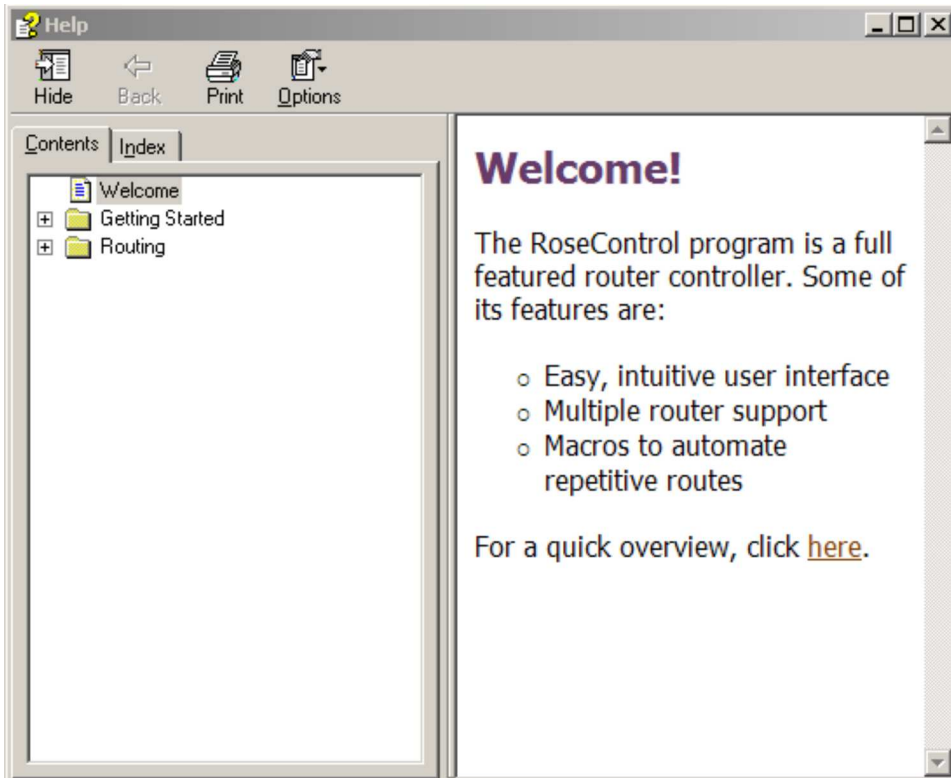 Help
Hide Back Print Options
Contents Index
Welcome
Getting Started
Routing
Welcome!
The RoseControl program is a full
featured router controller. Some of
its features are:
Easy, intuitive user interface
Multiple router support
Macros to automate
repetitive routes
For a quick overview, click here.